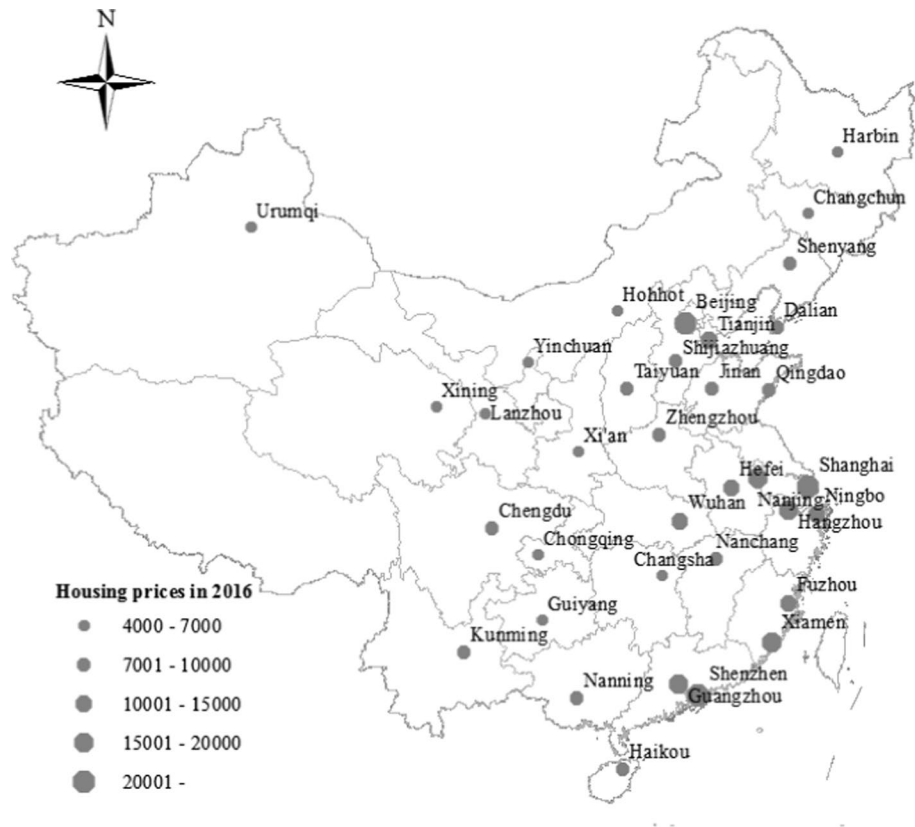 N
Harbin
Changchun
Urumqi
Shenyang
Hohhot
Beijing
Dalian
Tianjin
Shijiazhuang
Yinchuan
Taiyuan
Jinan
Qingdao
Xining
Lanzhou
Zhengzhou
Xi'an
Shanghai
Hefei
Nanjing
Ningbo
Wuhan
Hangzhou
Chengdu
Chongqing
Nanchang
Changsha
Fuzhou
Guiyang
Xiamen
Kunming
Nanning
Shenzhen
Guangzhou
Haikou
Housing prices in 2016
4000 - 7000
7001 - 10000
10001 - 15000
15001 - 20000
20001 -